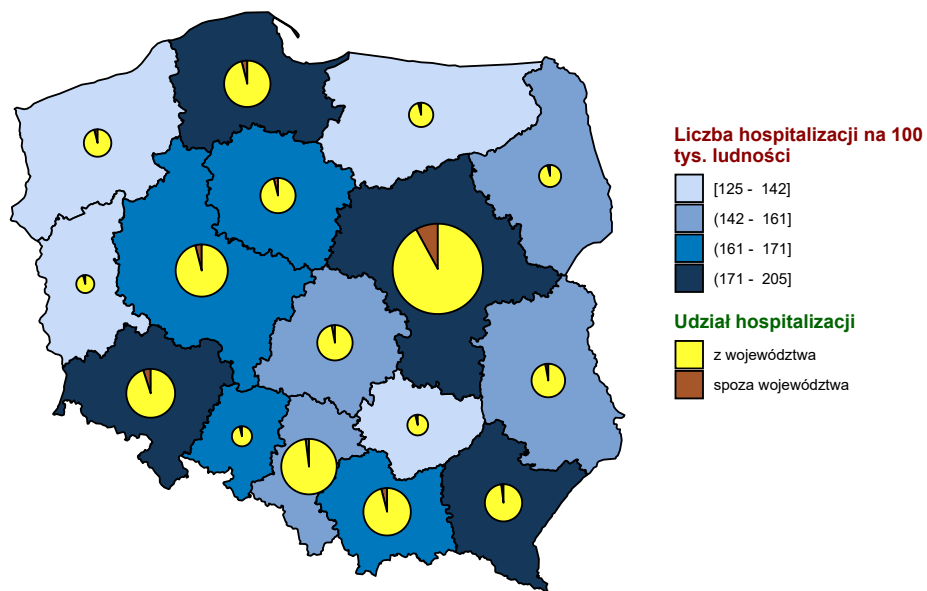 Liczba hospitalizacji na 100
tys. ludności
[125 - 142]
(142 - 161]
(161 - 171]
(171 - 205]
Udział hospitalizacji
z województwa
spoza województwa